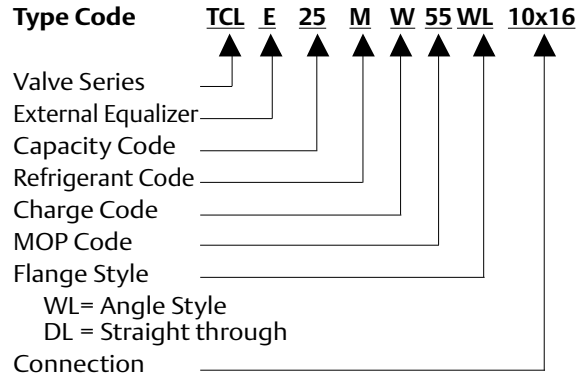 Type Code TCL E 25 M W 55 WL 10x16
Valve Series
External Equalizer
Capacity Code
Refrigerant Code
Charge Code
MOP Code
Flange Style
WL= Angle Style
DL = Straight through
Connection